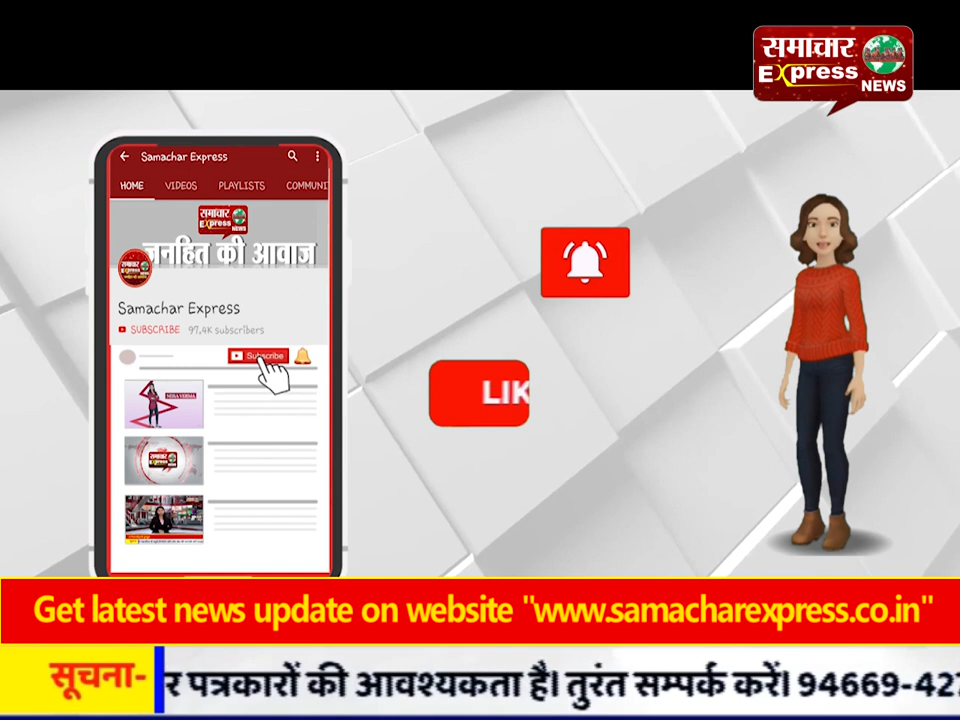 समाचार
Express
NEWS
Samachar Express
HOME VIDEOS PLAYLISTS COMMUNI
समाचार
Express
NEWS
जनहित की आवाज
Samachar Express
SUBSCRIBE 97.4K subscribers
Subscribe
LIK
Get latest news update on website "www.samacharexpress.co.in"
सूचना- र पत्रकारों की आवश्यकता है। तुरंत सम्पर्क करें। 94669-427